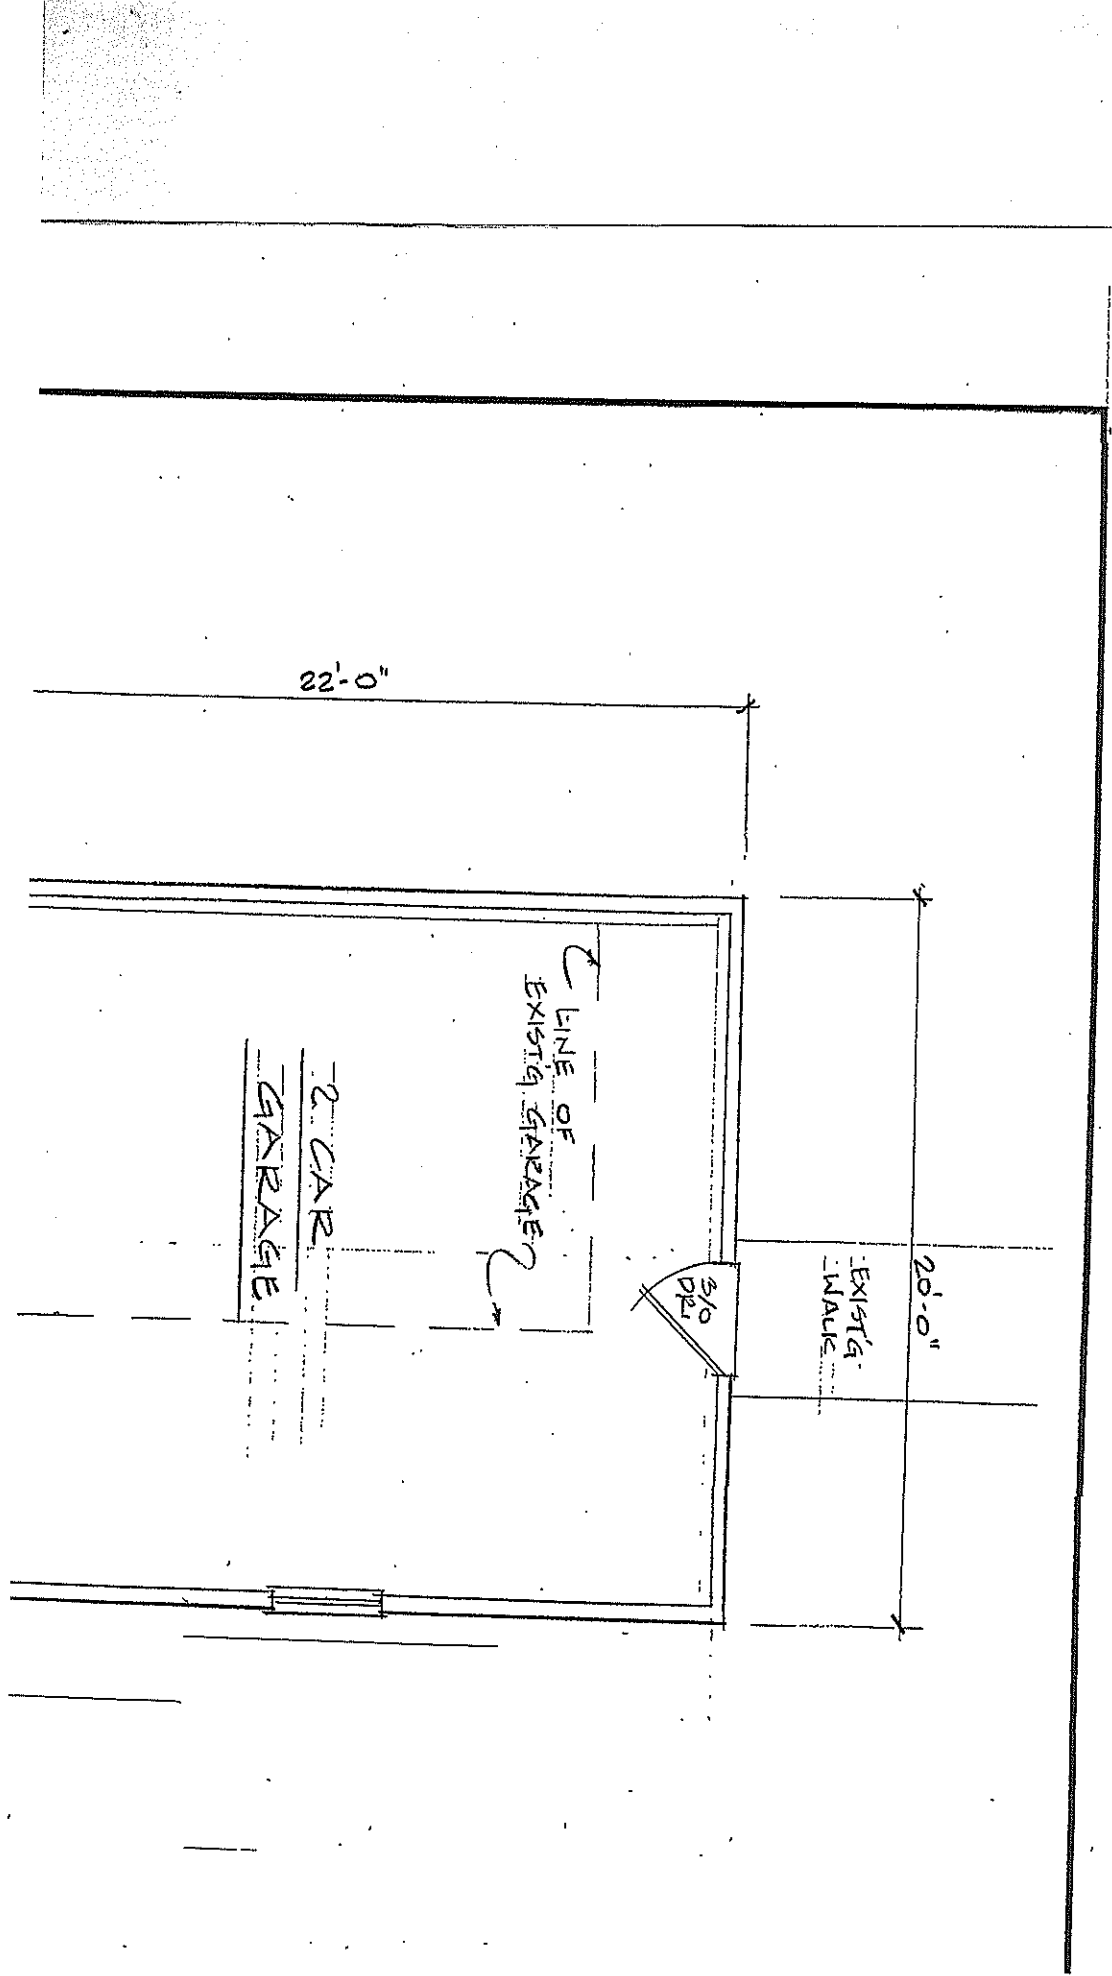 22'-0"
20'-0"
EXIST'G
WALK
3/0
DR.
LINE OF
EXIST'G GARAGE
2 CAR
GARAGE